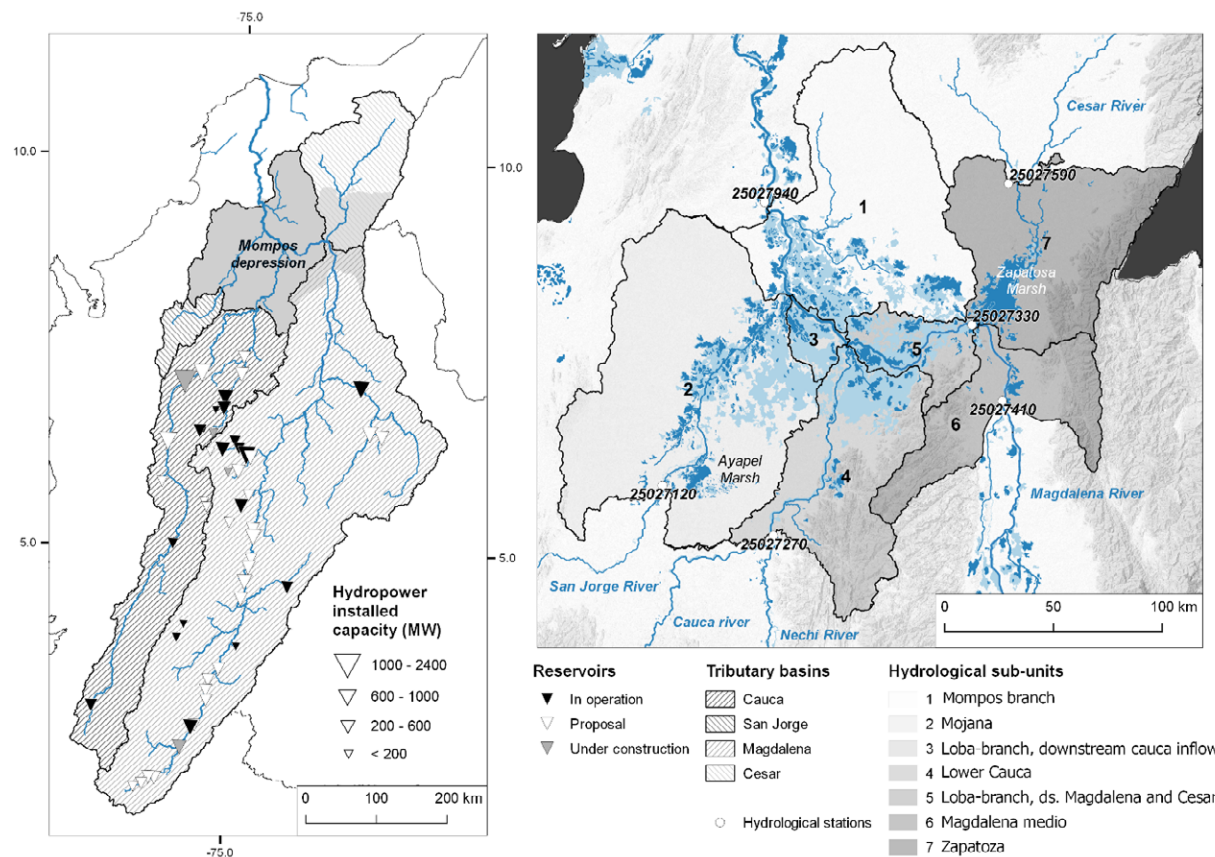 -75.0
10.0
10.0
Mompos
depression
5.0
5.0
Hydropower
installed
capacity (MW)
1000 - 2400
600 - 1000
200 - 600
< 200
0 100 200 km
-75.0
Cesar River
25027590
25027940
1
7
Zapatosa
Marsh
25027330
3
5
2
25027410
6
Ayapel
Marsh
4
25027120
Magdalena River
25027270
San Jorge River
Cauca river
Nechí River
0 50 100 km
Reservoirs
In operation
Proposal
Under construction
Tributary basins
Cauca
San Jorge
Magdalena
Cesar
Hydrological stations
Hydrological sub-units
1 Mompos branch
2 Mojana
3 Loba-branch, downstream cauca inflow
4 Lower Cauca
5 Loba-branch, ds. Magdalena and Cesar
6 Magdalena medio
7 Zapatoza